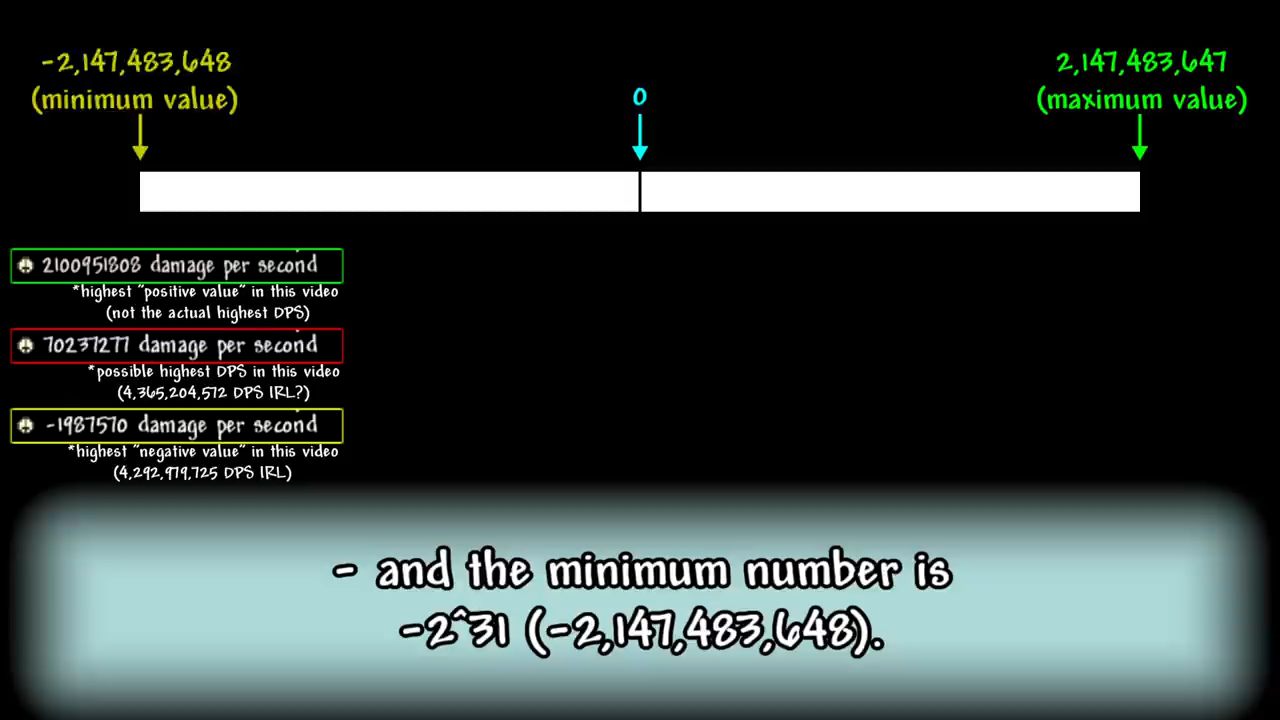 -2,147,483,648
(minimum value)
0
2,147,483,647
(maximum value)
2100951808 damage per second
*highest "positive value" in this video
(not the actual highest DPS)
70237277 damage per second
*possible highest DPS in this video
(4,365,204,572 DPS IRL?)
-1987570 damage per second
*highest "negative value" in this video
(4,292,979,725 DPS IRL)
- and the minimum number is
-2^31 (-2,147,483,648).